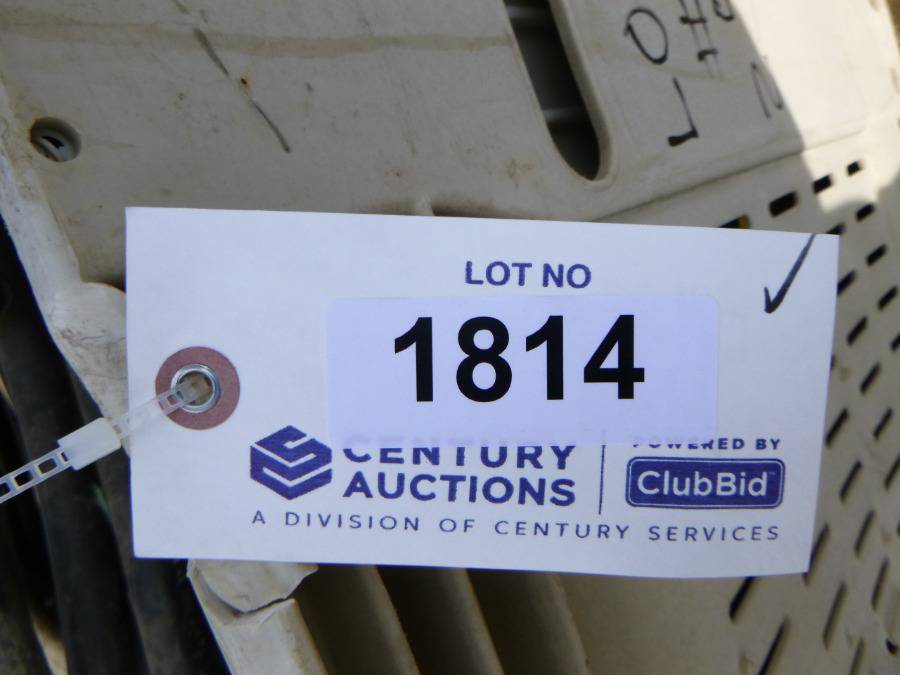 LOT NO
1814
CENTURY
AUCTIONS
POWERED BY
ClubBid
A DIVISION OF CENTURY SERVICES